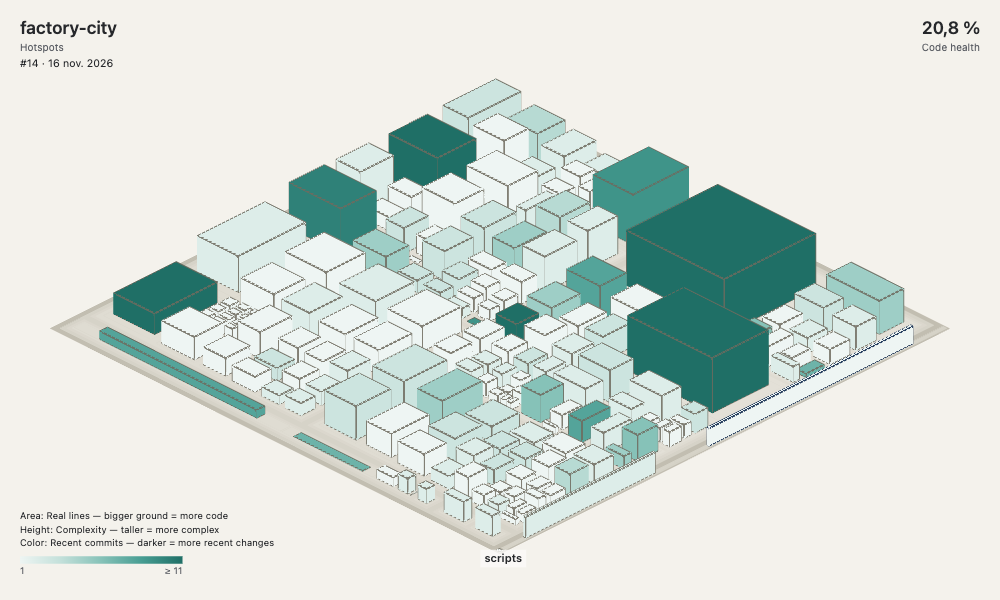 factory-city
Hotspots
#14 · 16 nov. 2026
20,8 %
Code health
Area: Real lines — bigger ground = more code
Height: Complexity — taller = more complex
Color: Recent commits — darker = more recent changes
1
≥ 11
scripts